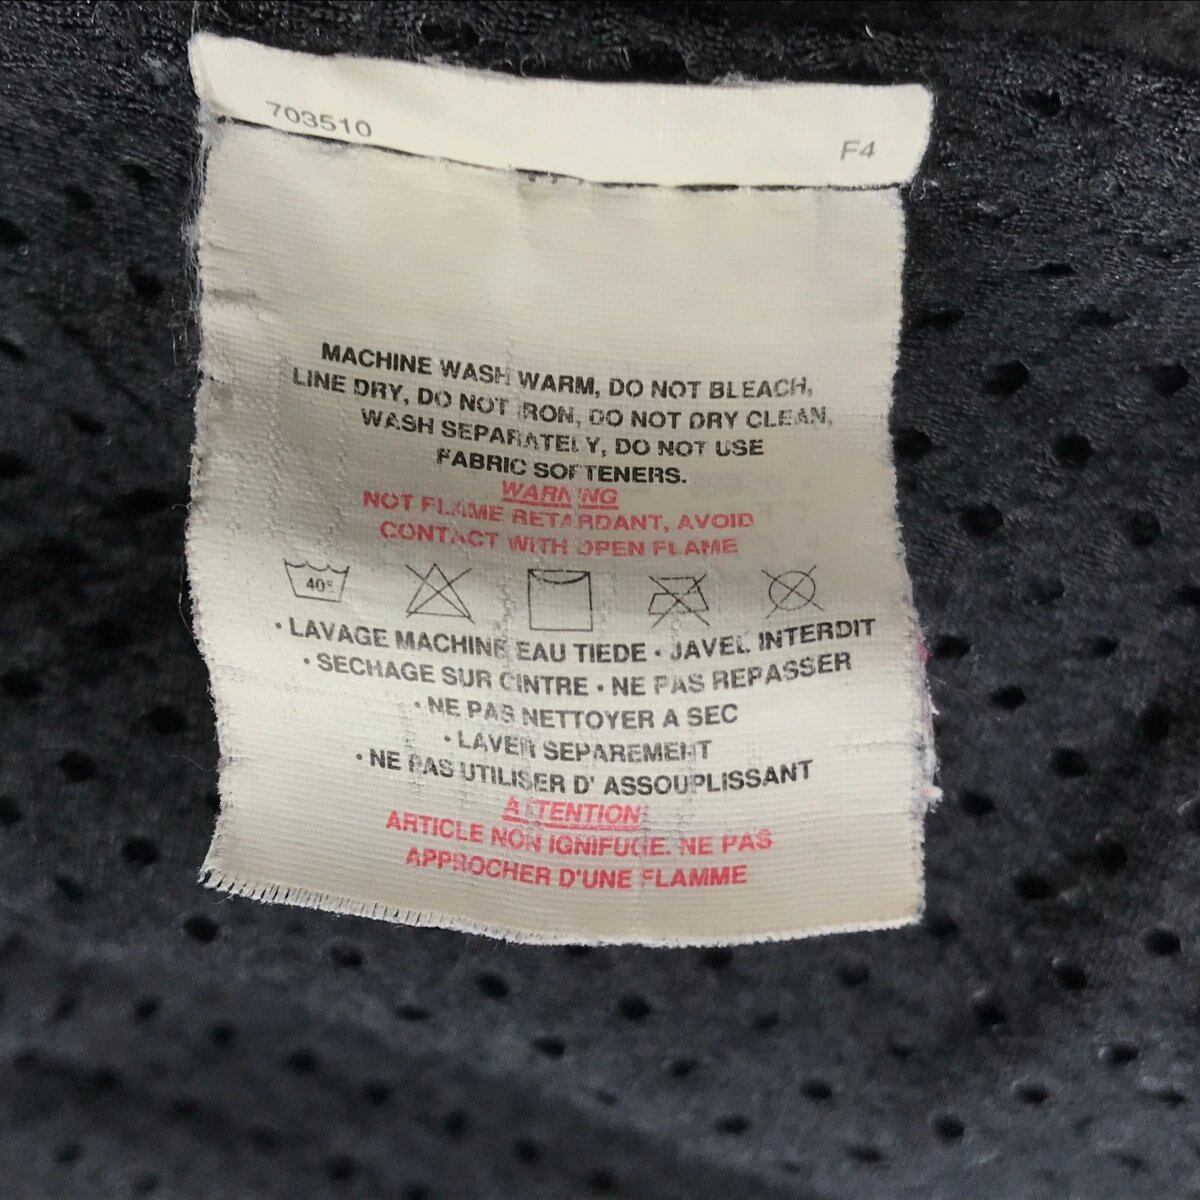 703510
F4
MACHINE WASH WARM, DO NOT BLEACH,
LINE DRY, DO NOT IRON, DO NOT DRY CLEAN,
WASH SEPARATELY, DO NOT USE
FABRIC SOFTENERS.
WARNING
NOT FLAME RETARDANT, AVOID
CONTACT WITH OPEN FLAME
40°
• LAVAGE MACHINE EAU TIEDE • JAVEL INTERDIT
• SECHAGE SUR CINTRE • NE PAS REPASSER
• NE PAS NETTOYER A SEC
• LAVER SEPAREMENT
• NE PAS UTILISER D' ASSOUPLISSANT
ATTENTION!
ARTICLE NON IGNIFUGE. NE PAS
APPROCHER D'UNE FLAMME